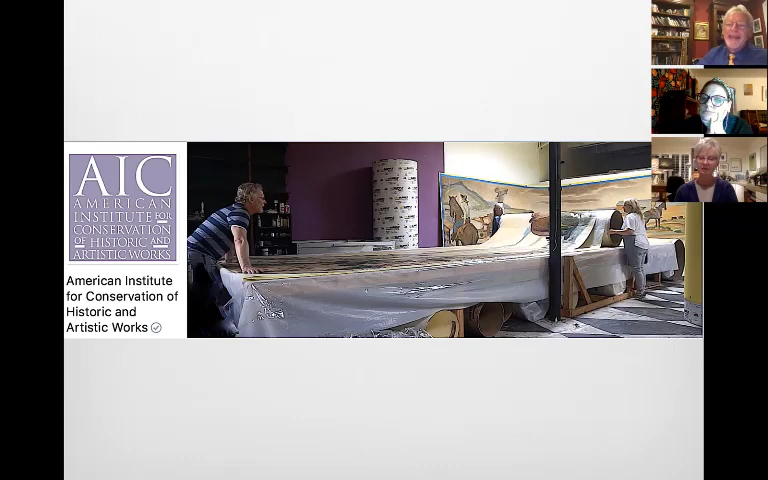 AIC
AMERICAN
INSTITUTE FOR
CONSERVATION
OF HISTORIC AND
ARTISTIC WORKS
American Institute
for Conservation of
Historic and
Artistic Works